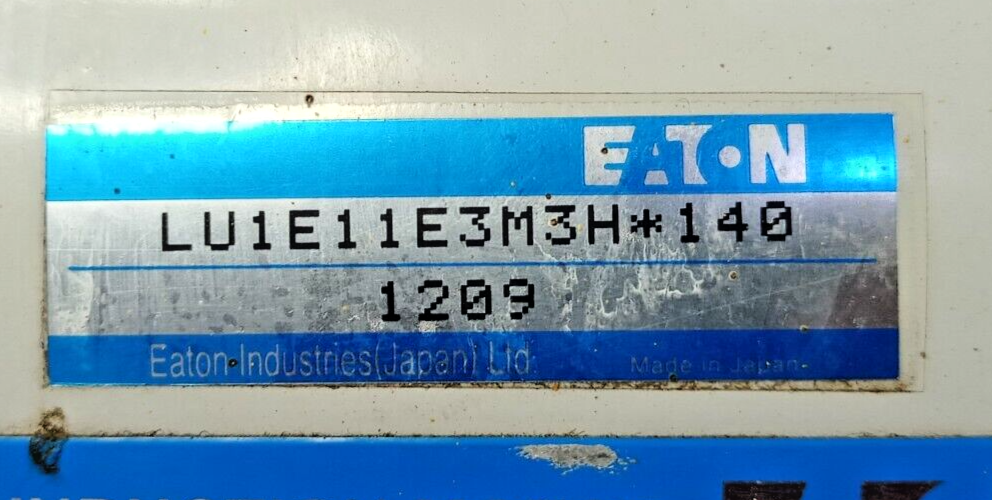 EATON
LU1E11E3M3H*140
1209
Eaton Industries(Japan) Ltd.
Made in Japan